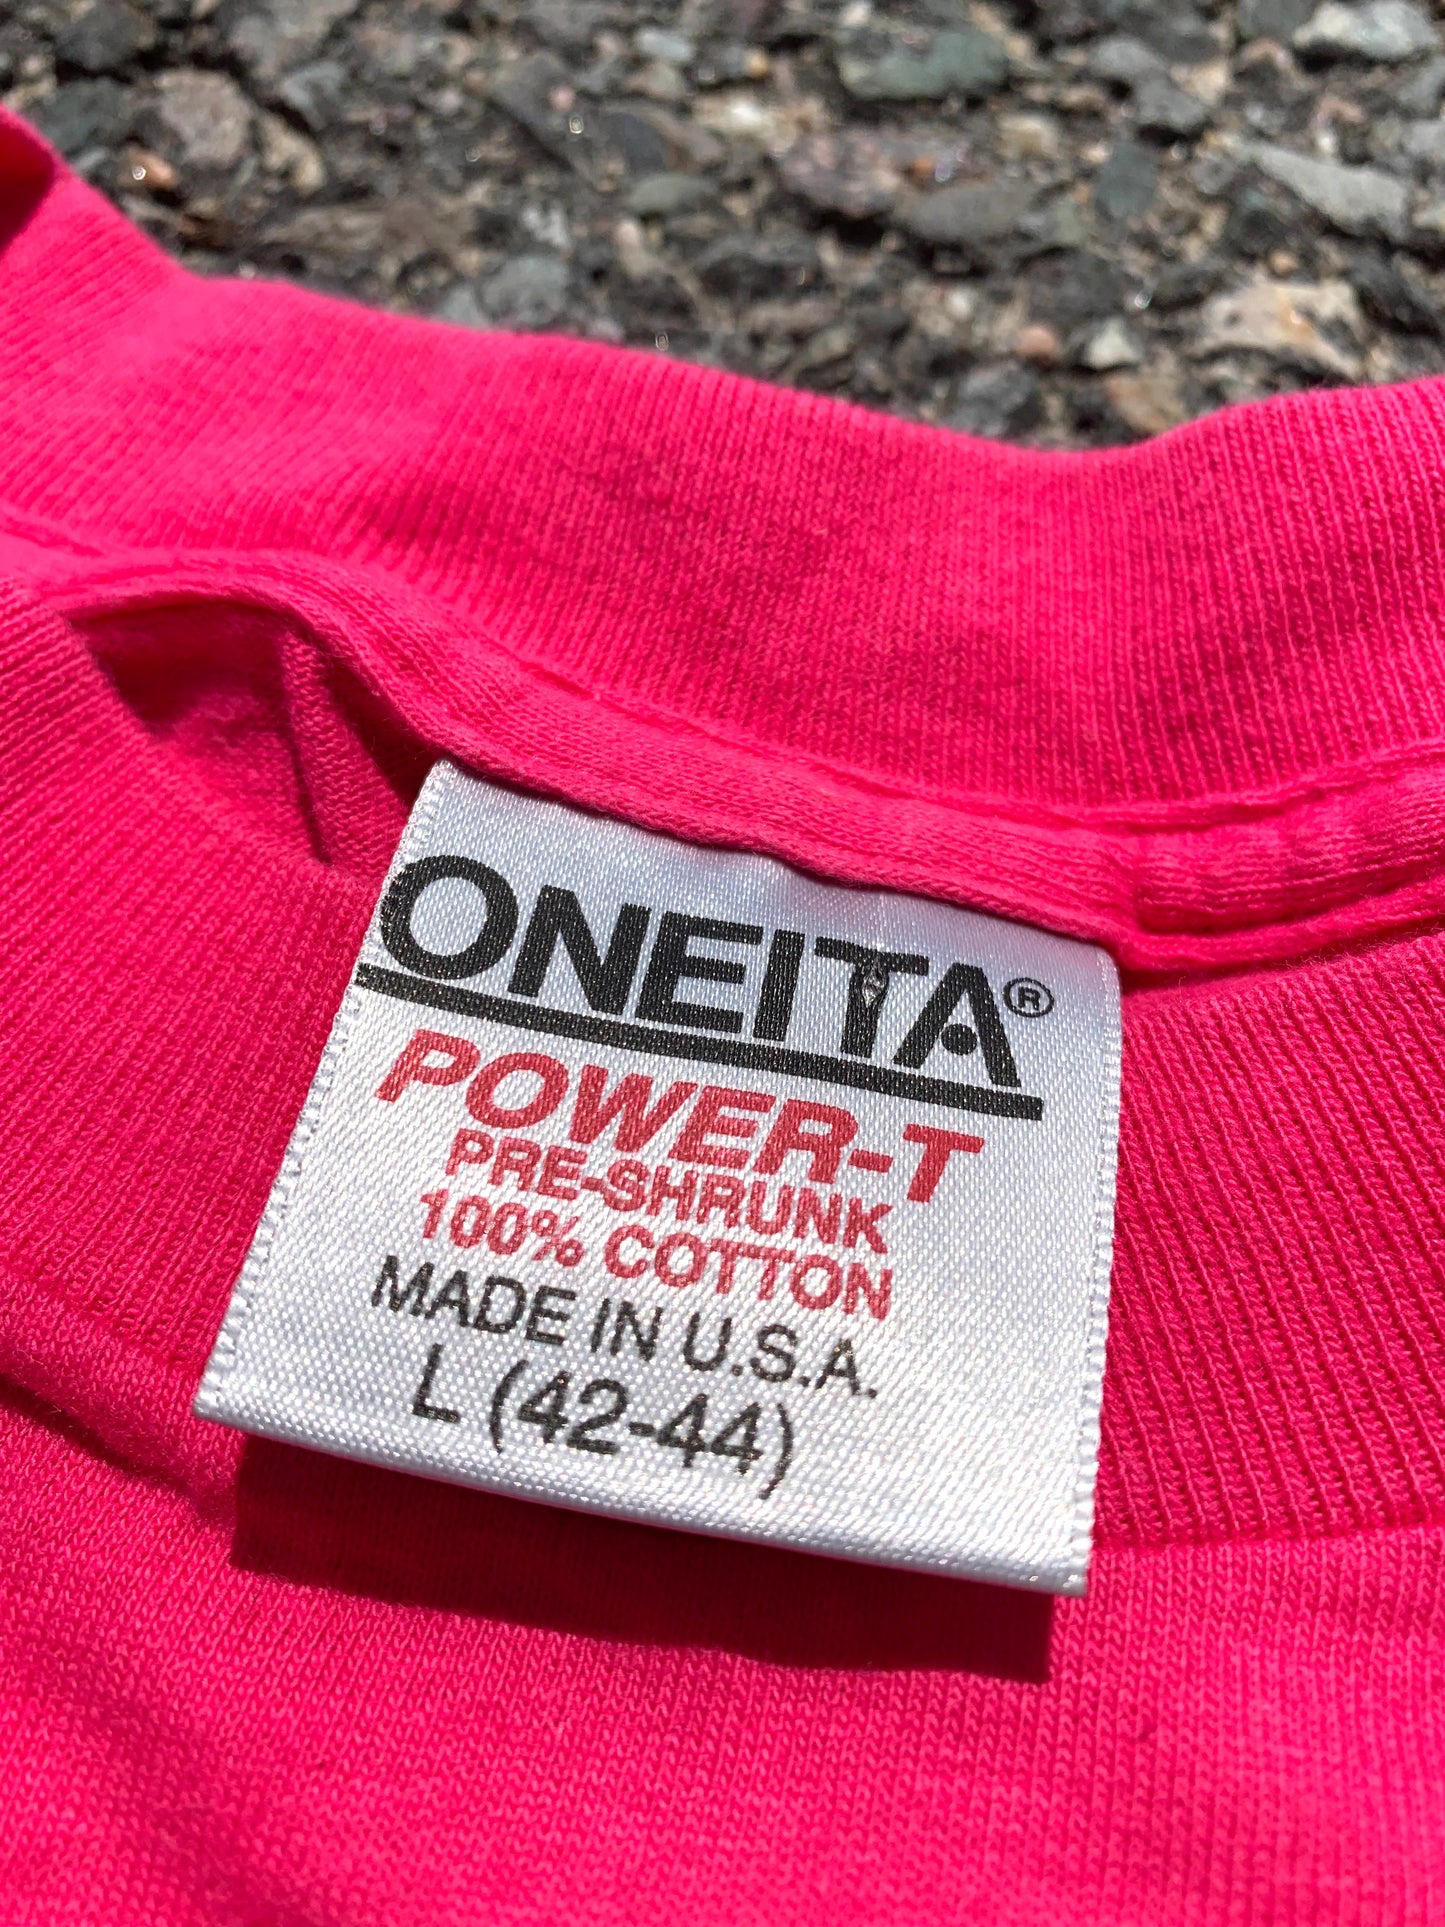 ONEITA®
POWER-T
PRE-SHRUNK
100% COTTON
MADE IN U.S.A.
L (42-44)